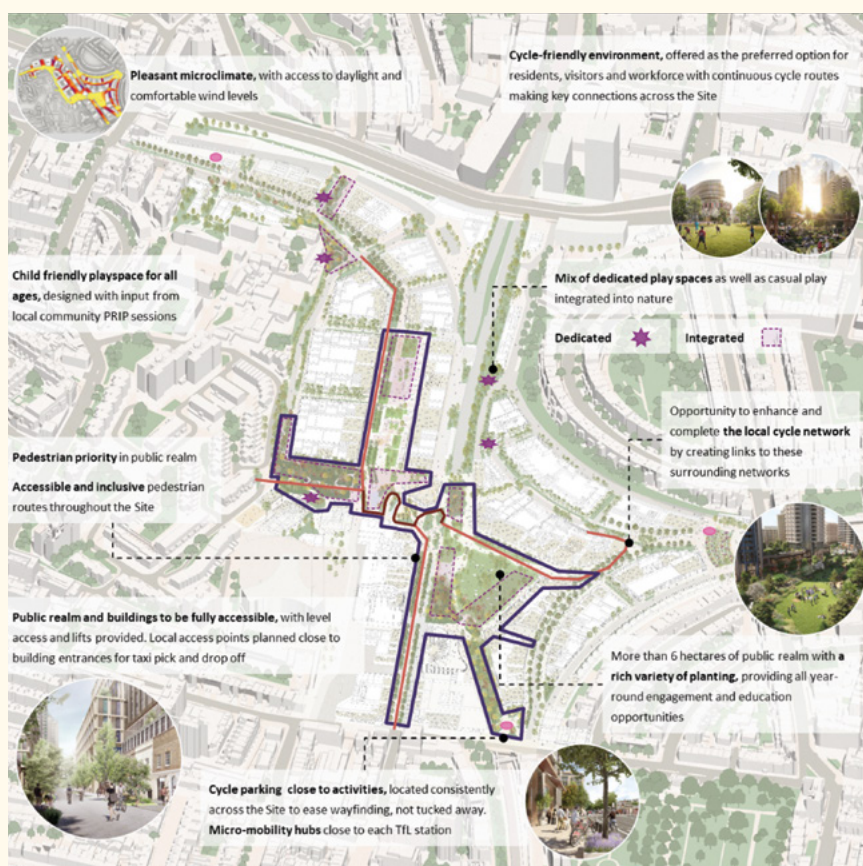 Pleasant microclimate, with access to daylight and
comfortable wind levels
Cycle-friendly environment, offered as the preferred option for
residents, visitors and workforce with continuous cycle routes
making key connections across the Site
Child friendly playspace for all
ages, designed with input from
local community PRIP sessions
Mix of dedicated play spaces as well as casual play
integrated into nature
Dedicated
Integrated
Opportunity to enhance and
complete the local cycle network
by creating links to these
surrounding networks
Pedestrian priority in public realm
Accessible and inclusive pedestrian
routes throughout the Site
Public realm and buildings to be fully accessible, with level
access and lifts provided. Local access points planned close to
building entrances for taxi pick and drop off
More than 6 hectares of public realm with a
rich variety of planting, providing all year-
round engagement and education
opportunities
Cycle parking close to activities, located consistently
across the Site to ease wayfinding, not tucked away.
Micro-mobility hubs close to each TfL station